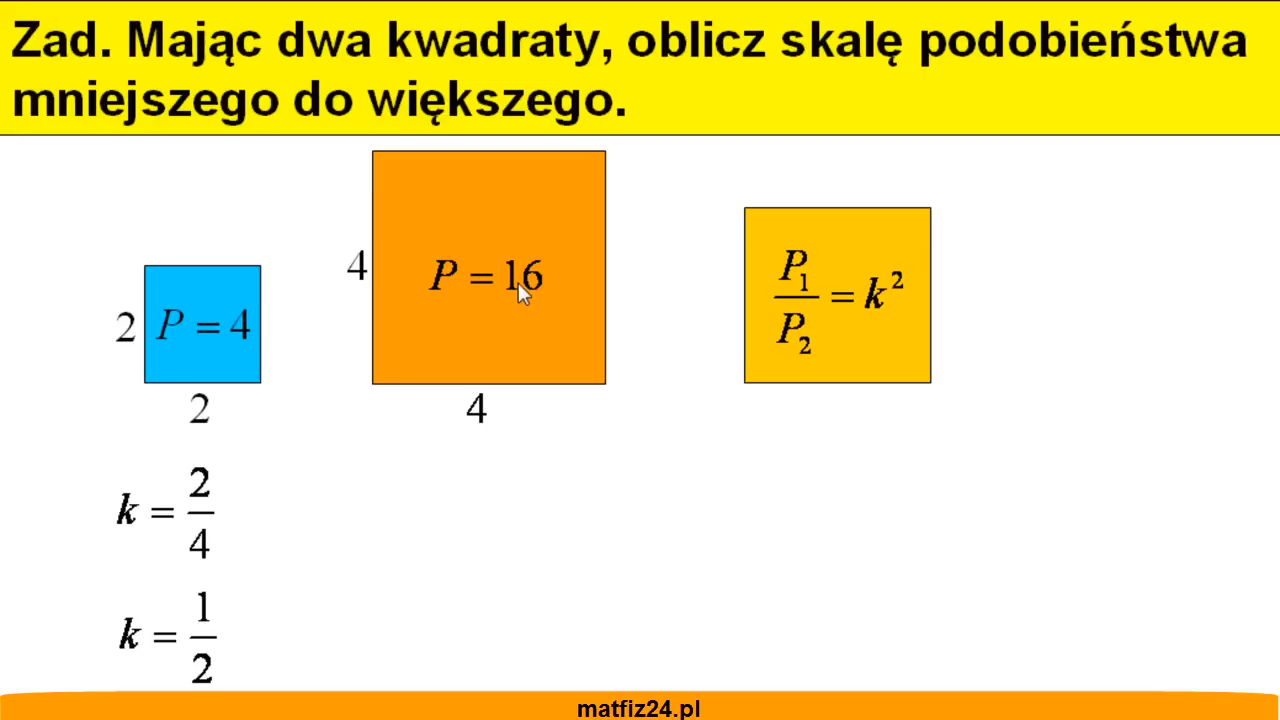 Zad. Mając dwa kwadraty, oblicz skalę podobieństwa
mniejszego do większego.
2
P = 4
2
4
P = 16
4
P₁/P₂ = k²
k = 2/4
k = 1/2
matfiz24.pl